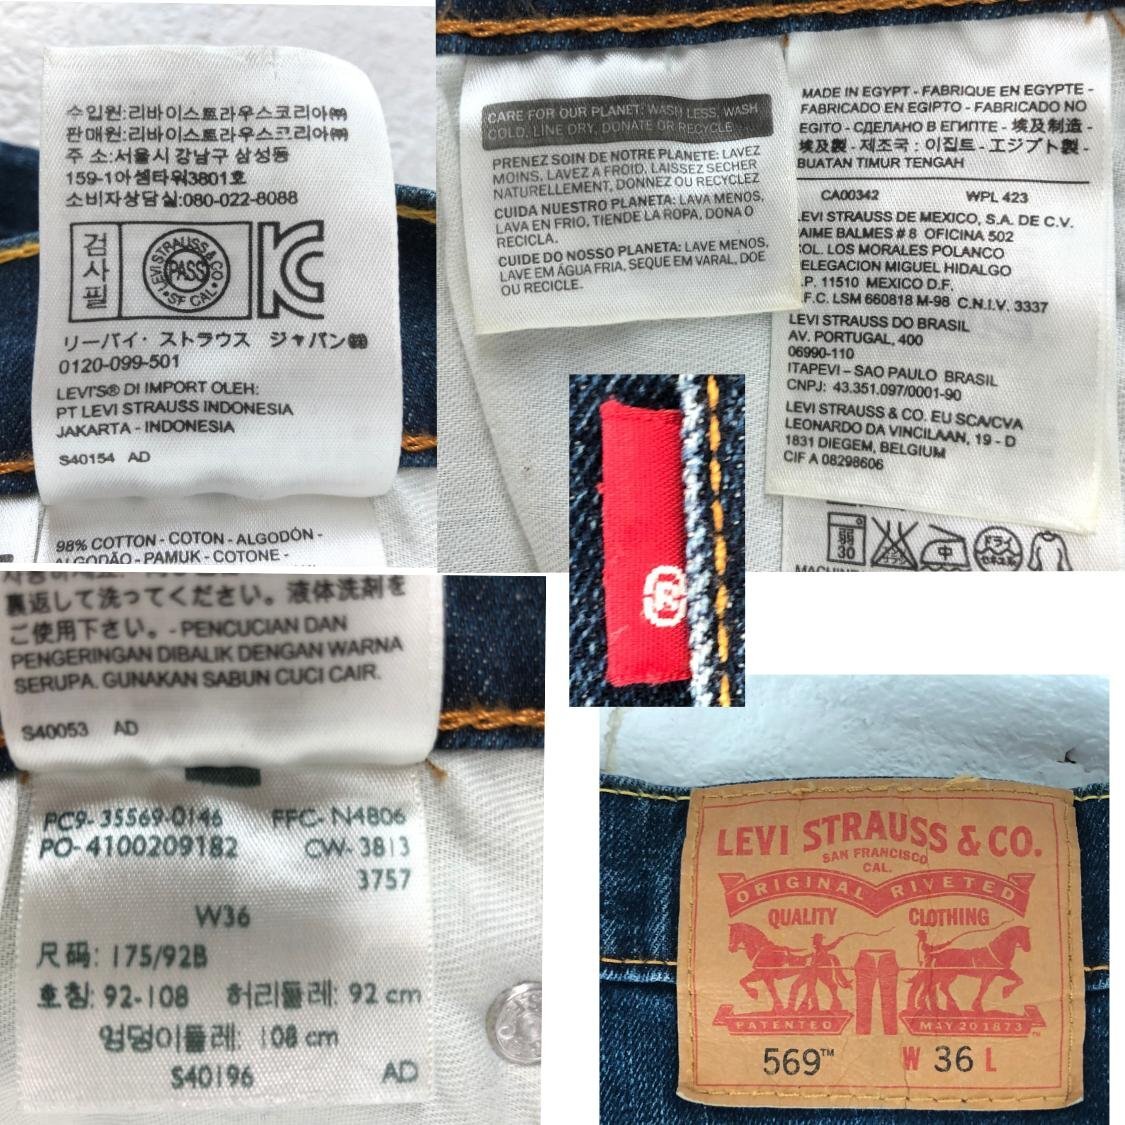 수입원:리바이스트라우스코리아㈜
판매원:리바이스트라우스코리아㈜
주 소:서울시 강남구 삼성동
159-1아셈타워3801호
소비자상담실:080-022-8088
검사필
LEVI STRAUSS & CO.
PASS
SF CAL.
KC
リーバイ・ストラウス ジャパン㈱
0120-099-501
LEVI'S® DI IMPORT OLEH:
PT LEVI STRAUSS INDONESIA
JAKARTA - INDONESIA
S40154 AD
98% COTTON - COTON - ALGODÓN -
ALGODÃO - PAMUK - COTONE -
CARE FOR OUR PLANET: WASH LESS, WASH
COLD, LINE DRY, DONATE OR RECYCLE.
PRENEZ SOIN DE NOTRE PLANETE: LAVEZ
MOINS, LAVEZ A FROID, LAISSEZ SECHER
NATURELLEMENT, DONNEZ OU RECYCLEZ
CUIDA NUESTRO PLANETA: LAVA MENOS,
LAVA EN FRIO, TIENDE LA ROPA, DONA O
RECICLA.
CUIDE DO NOSSO PLANETA: LAVE MENOS,
LAVE EM ÁGUA FRIA, SEQUE EM VARAL, DOE
OU RECICLE.
MADE IN EGYPT - FABRIQUE EN EGYPTE -
FABRICADO EN EGIPTO - FABRICADO NO
EGITO - СДЕЛАНО В ЕГИПТЕ - 埃及制造 -
埃及製 - 제조국 : 이집트 - エジプト製 -
BUATAN TIMUR TENGAH
CA00342 WPL 423
LEVI STRAUSS DE MEXICO, S.A. DE C.V.
JAIME BALMES # 8 OFICINA 502
COL. LOS MORALES POLANCO
DELEGACION MIGUEL HIDALGO
.P. 11510 MEXICO D.F.
.F.C. LSM 660818 M-98 C.N.I.V. 3337
LEVI STRAUSS DO BRASIL
AV. PORTUGAL, 400
06990-110
ITAPEVI - SAO PAULO BRASIL
CNPJ: 43.351.097/0001-90
LEVI STRAUSS & CO. EU SCA/CVA
LEONARDO DA VINCILAAN, 19 - D
1831 DIEGEM, BELGIUM
CIF A 08298606
30
中
ドライ
®
裏返して洗ってください。液体洗剤を
ご使用下さい。- PENCUCIAN DAN
PENGERINGAN DIBALIK DENGAN WARNA
SERUPA. GUNAKAN SABUN CUCI CAIR.
S40053 AD
PC9- 35569-0146 FFC- N4806
PO-4100209182 CW- 3813
3757
W36
尺码: 175/92B
호칭: 92-108 허리둘레: 92 cm
엉덩이둘레: 108 cm
S40196 AD
LEVI STRAUSS & CO.
SAN FRANCISCO
CAL.
ORIGINAL RIVETED
QUALITY CLOTHING
PATENTED MAY 20 1873 ™
569™ W 36 L